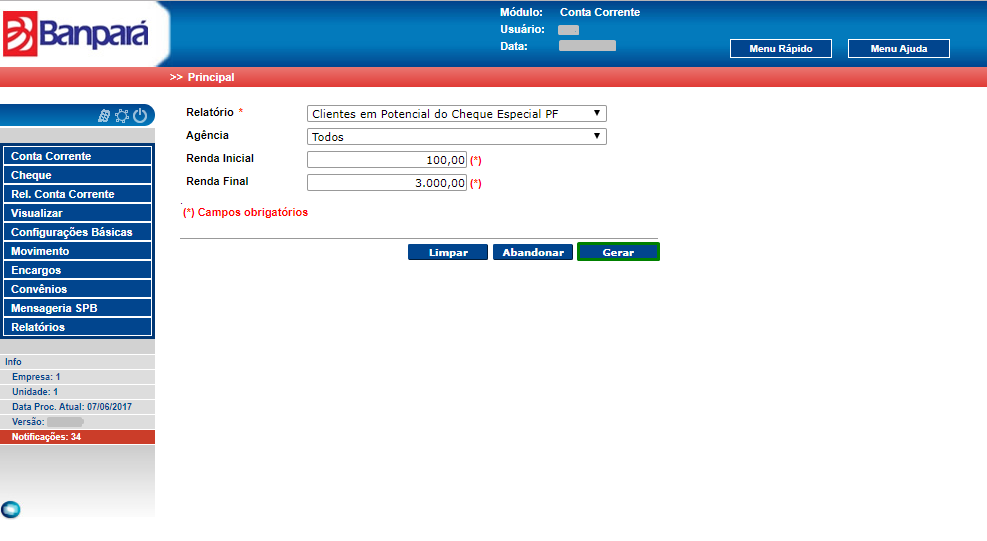 Banpará
Módulo: Conta Corrente
Usuário:
Data:
Menu Rápido Menu Ajuda
>> Principal
Relatório * Clientes em Potencial do Cheque Especial PF
Agência Todos
Renda Inicial 100,00 (*)
Renda Final 3.000,00 (*)
(*) Campos obrigatórios
Limpar Abandonar Gerar
Conta Corrente
Cheque
Rel. Conta Corrente
Visualizar
Configurações Básicas
Movimento
Encargos
Convênios
Mensageria SPB
Relatórios
Info
Empresa: 1
Unidade: 1
Data Proc. Atual: 07/06/2017
Versão:
Notificações: 34